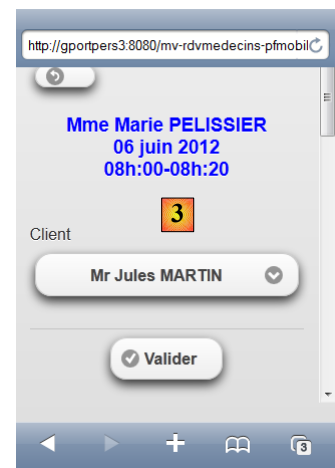 http://gportpers3:8080/mv-rdvmedecins-pfmobil
Mme Marie PELISSIER
06 juin 2012
08h:00-08h:20
3
Client
Mr Jules MARTIN
Valider
3